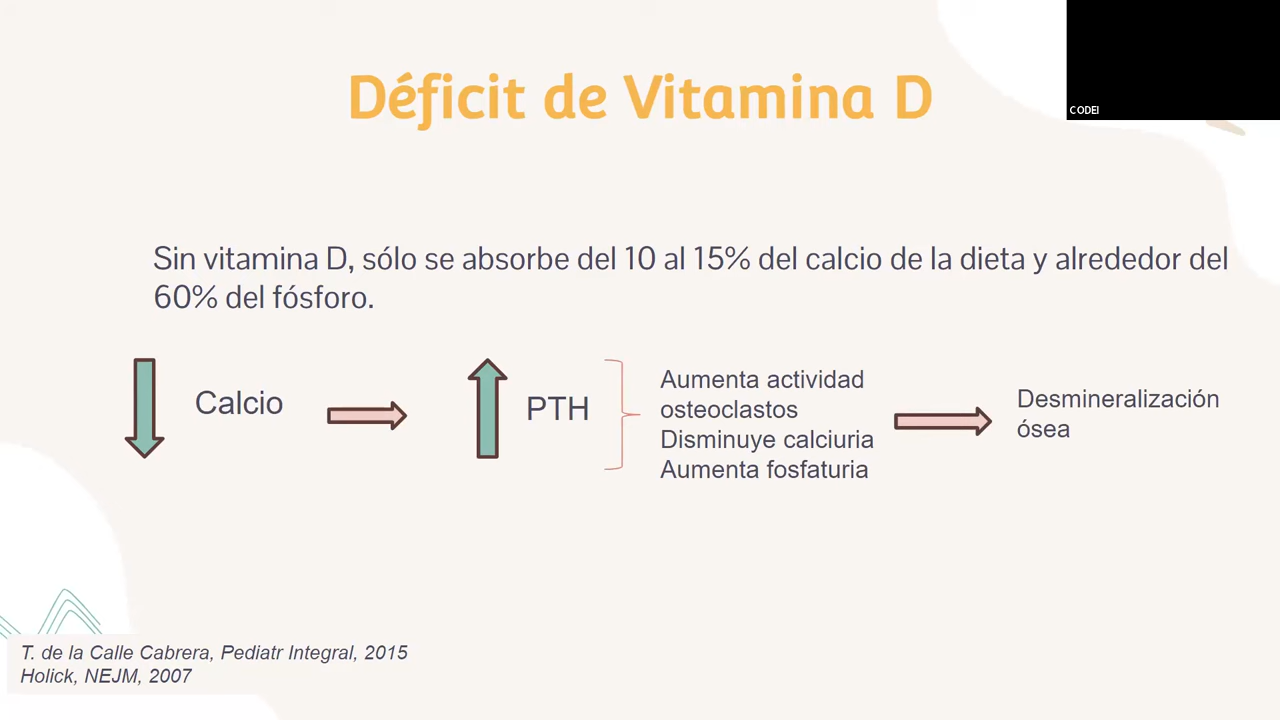 CODEI
Déficit de Vitamina D
Sin vitamina D, sólo se absorbe del 10 al 15% del calcio de la dieta y alrededor del
60% del fósforo.
Calcio
PTH
Aumenta actividad
osteoclastos
Disminuye calciuria
Aumenta fosfaturia
Desmineralización
ósea
T. de la Calle Cabrera, Pediatr Integral, 2015
Holick, NEJM, 2007